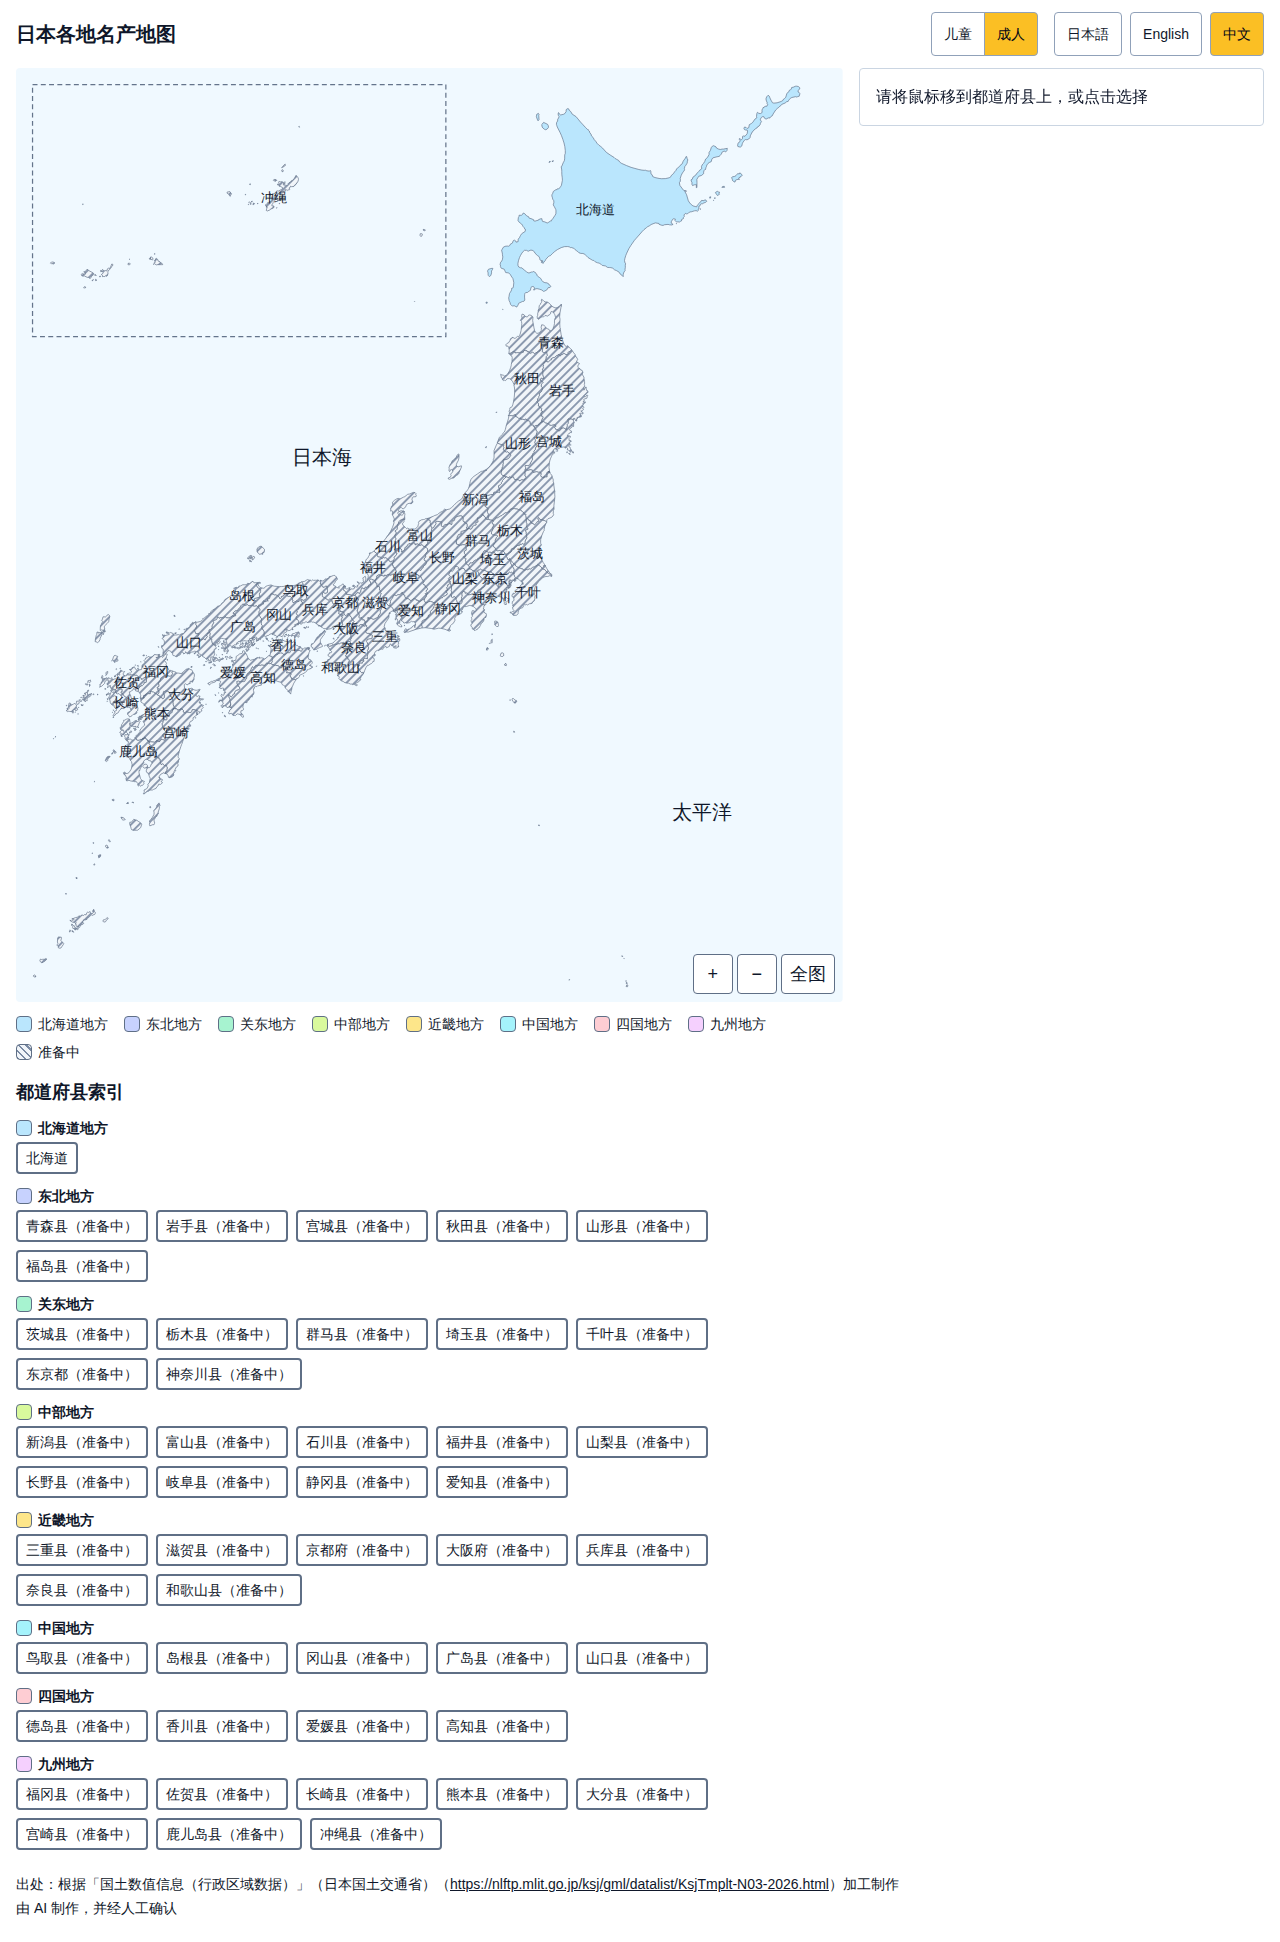 日本各地名产地图
儿童 成人 日本語 English 中文
请将鼠标移到都道府县上，或点击选择
冲绳
北海道
青森
秋田
岩手
山形 宫城
日本海
新潟 福岛
栃木
富山 群马
石川 茨城
长野 埼玉
福井
岐阜 山梨 东京
鸟取 千叶
岛根 神奈川
兵库 京都 滋贺 爱知 静冈
冈山
广岛 大阪
三重
山口 香川 奈良
德岛 和歌山
福冈 爱媛 高知
佐贺
大分
长崎
熊本
宫崎
鹿儿岛
太平洋
+ − 全图
北海道地方 东北地方 关东地方 中部地方 近畿地方 中国地方 四国地方 九州地方
准备中
都道府县索引
北海道地方
北海道
东北地方
青森县（准备中） 岩手县（准备中） 宫城县（准备中） 秋田县（准备中） 山形县（准备中）
福岛县（准备中）
关东地方
茨城县（准备中） 栃木县（准备中） 群马县（准备中） 埼玉县（准备中） 千叶县（准备中）
东京都（准备中） 神奈川县（准备中）
中部地方
新潟县（准备中） 富山县（准备中） 石川县（准备中） 福井县（准备中） 山梨县（准备中）
长野县（准备中） 岐阜县（准备中） 静冈县（准备中） 爱知县（准备中）
近畿地方
三重县（准备中） 滋贺县（准备中） 京都府（准备中） 大阪府（准备中） 兵库县（准备中）
奈良县（准备中） 和歌山县（准备中）
中国地方
鸟取县（准备中） 岛根县（准备中） 冈山县（准备中） 广岛县（准备中） 山口县（准备中）
四国地方
德岛县（准备中） 香川县（准备中） 爱媛县（准备中） 高知县（准备中）
九州地方
福冈县（准备中） 佐贺县（准备中） 长崎县（准备中） 熊本县（准备中） 大分县（准备中）
宫崎县（准备中） 鹿儿岛县（准备中） 冲绳县（准备中）
出处：根据「国土数值信息（行政区域数据）」（日本国土交通省）（https://nlftp.mlit.go.jp/ksj/gml/datalist/KsjTmplt-N03-2026.html）加工制作
由 AI 制作，并经人工确认